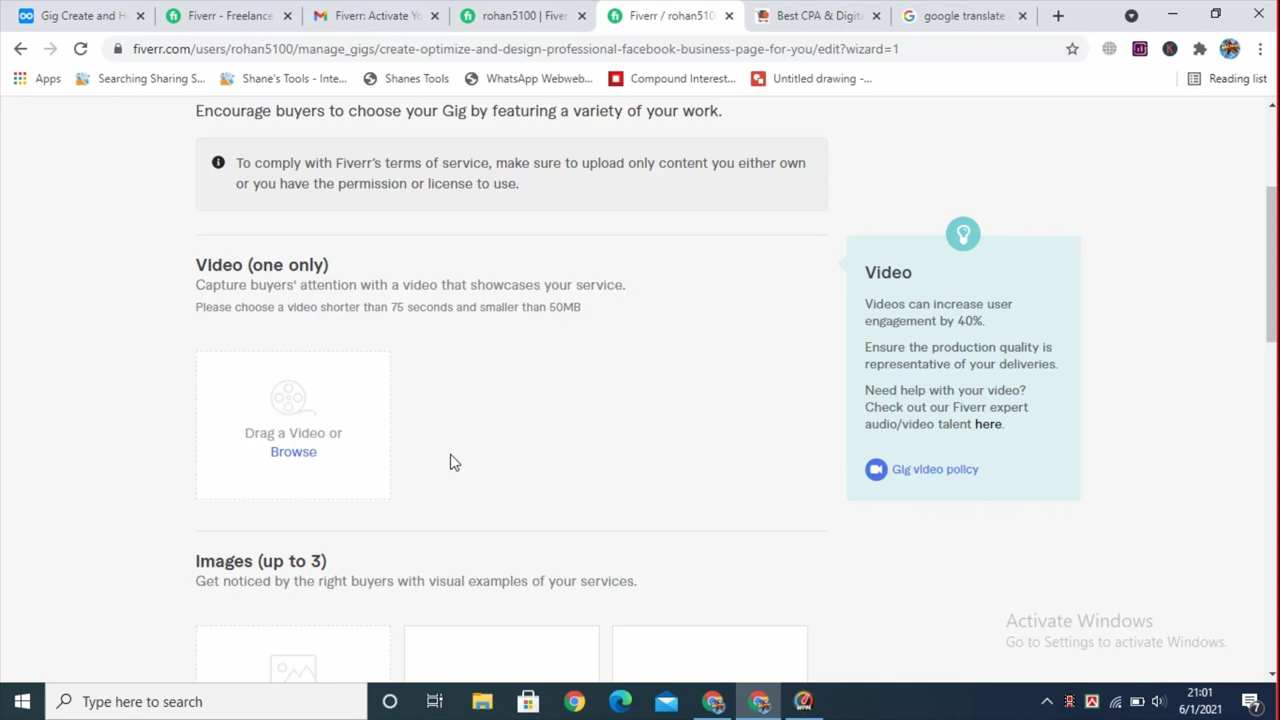 Gig Create and H
Fiverr - Freelance
Fiverr: Activate Yo
rohan5100 | Fiver
Fiverr / rohan510
Best CPA & Digita
google translate
fiverr.com/users/rohan5100/manage_gigs/create-optimize-and-design-professional-facebook-business-page-for-you/edit?wizard=1
Apps
Searching Sharing S...
Shane's Tools - Inte...
Shanes Tools
WhatsApp Webweb...
Compound Interest...
Untitled drawing -...
Reading list
Encourage buyers to choose your Gig by featuring a variety of your work.
To comply with Fiverr's terms of service, make sure to upload only content you either own
or you have the permission or license to use.
Video (one only)
Capture buyers' attention with a video that showcases your service.
Please choose a video shorter than 75 seconds and smaller than 50MB
Drag a Video or
Browse
Video
Videos can increase user
engagement by 40%.
Ensure the production quality is
representative of your deliveries.
Need help with your video?
Check out our Fiverr expert
audio/video talent here.
Gig video policy
Images (up to 3)
Get noticed by the right buyers with visual examples of your services.
Activate Windows
Go to Settings to activate Windows.
Type here to search
21:01
6/1/2021
7